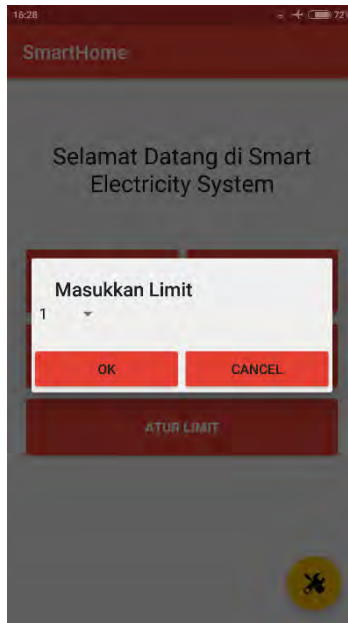 16:28
72%
SmartHome
Selamat Datang di Smart
Electricity System
Masukkan Limit
1
OK
CANCEL
ATUR LIMIT